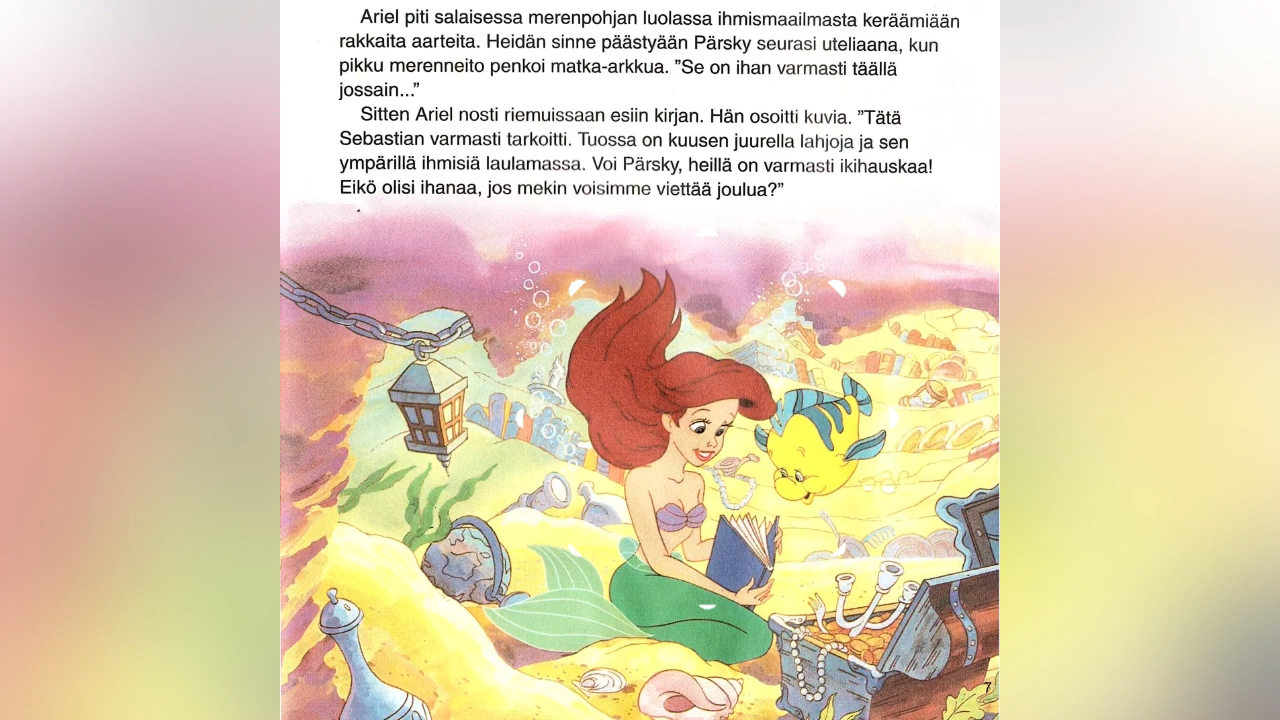 Ariel piti salaisessa merenpohjan luolassa ihmismaailmasta keräämiään
rakkaita aarteita. Heidän sinne päästyään Pärsky seurasi uteliaana, kun
pikku merenneito penkoi matka-arkkua. ”Se on ihan varmasti täällä
jossain...”
Sitten Ariel nosti riemuissaan esiin kirjan. Hän osoitti kuvia. ”Tätä
Sebastian varmasti tarkoitti. Tuossa on kuusen juurella lahjoja ja sen
ympärillä ihmisiä laulamassa. Voi Pärsky, heillä on varmasti ikihauskaa!
Eikö olisi ihanaa, jos mekin voisimme viettää joulua?”
7